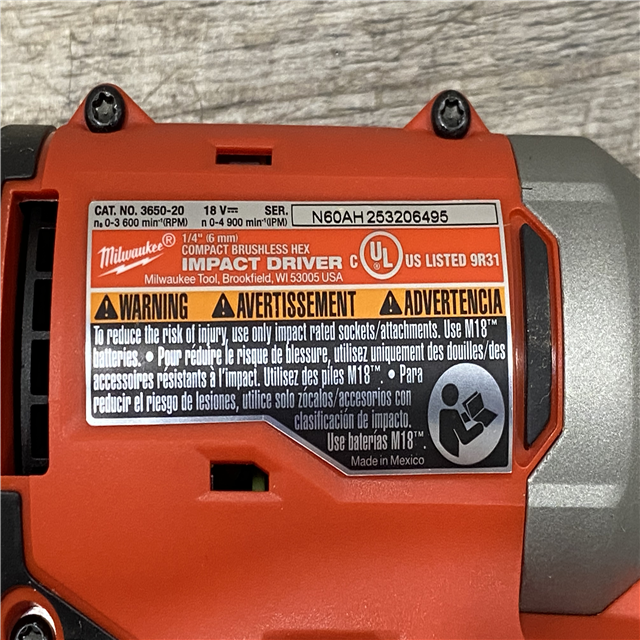 CAT. NO. 3650-20 18 V⎓ SER. N60AH 253206495
n₀ 0-3 600 min⁻¹(RPM) n 0-4 900 min⁻¹(IPM)
Milwaukee® 1/4" (6 mm)
COMPACT BRUSHLESS HEX
IMPACT DRIVER C UL® US LISTED 9R31
Milwaukee Tool, Brookfield, WI 53005 USA
⚠WARNING ⚠AVERTISSEMENT ⚠ADVERTENCIA
To reduce the risk of injury, use only impact rated sockets/attachments. Use M18™
batteries. • Pour réduire le risque de blessure, utilisez uniquement des douilles/des
accessoires résistants à l'impact. Utilisez des piles M18™. • Para
reducir el riesgo de lesiones, utilice solo zócalos/accesorios con
clasificación de impacto.
Use baterías M18™.
Made in Mexico